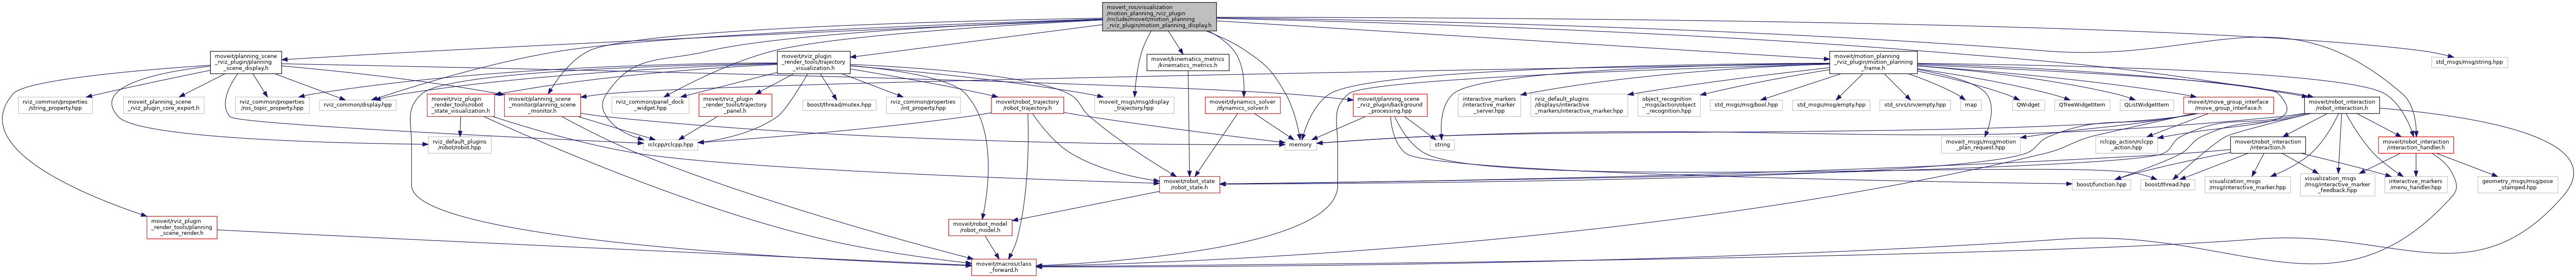 moveit_ros/visualization
/motion_planning_rviz_plugin
/include/moveit/motion_planning
_rviz_plugin/motion_planning_display.h
moveit/planning_scene
_rviz_plugin/planning
_scene_display.h
moveit/rviz_plugin
_render_tools/trajectory
_visualization.h
moveit/kinematics_metrics
/kinematics_metrics.h
moveit/motion_planning
_rviz_plugin/motion_planning
_frame.h
std_msgs/msg/string.hpp
rviz_common/properties
/string_property.hpp
moveit_planning_scene
_rviz_plugin_core_export.h
rviz_common/properties
/ros_topic_property.hpp
rviz_common/display.hpp
moveit/rviz_plugin
_render_tools/robot
_state_visualization.h
moveit/planning_scene
_monitor/planning_scene
_monitor.h
rviz_common/panel_dock
_widget.hpp
moveit/rviz_plugin
_render_tools/trajectory
_panel.h
boost/thread/mutex.hpp
rviz_common/properties
/int_property.hpp
moveit/robot_trajectory
/robot_trajectory.h
moveit_msgs/msg/display
_trajectory.hpp
moveit/dynamics_solver
/dynamics_solver.h
moveit/planning_scene
_rviz_plugin/background
_processing.hpp
interactive_markers
/interactive_marker
_server.hpp
rviz_default_plugins
/displays/interactive
_markers/interactive_marker.hpp
object_recognition
_msgs/action/object
_recognition.hpp
std_msgs/msg/bool.hpp
std_msgs/msg/empty.hpp
std_srvs/srv/empty.hpp
map
QWidget
QTreeWidgetItem
QListWidgetItem
moveit/move_group_interface
/move_group_interface.h
moveit/robot_interaction
/robot_interaction.h
rviz_default_plugins
/robot/robot.hpp
rclcpp/rclcpp.hpp
memory
string
moveit_msgs/msg/motion
_plan_request.hpp
rclcpp_action/rclcpp
_action.hpp
moveit/robot_interaction
/interaction.h
moveit/robot_interaction
/interaction_handler.h
moveit/robot_state
/robot_state.h
boost/function.hpp
boost/thread.hpp
visualization_msgs
/msg/interactive_marker.hpp
visualization_msgs
/msg/interactive_marker
_feedback.hpp
interactive_markers
/menu_handler.hpp
geometry_msgs/msg/pose
_stamped.hpp
moveit/rviz_plugin
_render_tools/planning
_scene_render.h
moveit/robot_model
/robot_model.h
moveit/macros/class
_forward.h